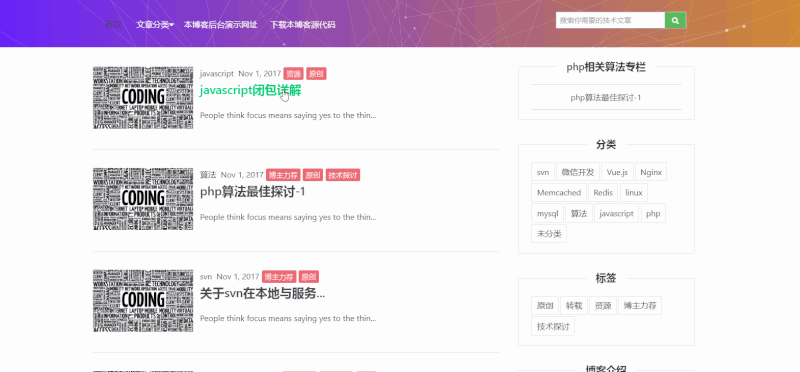 首页 文章分类 本博客后台演示网址 下载本博客源代码
搜索你需要的技术文章
javascript Nov 1, 2017 资源 原创
javascript闭包详解
People think focus means saying yes to the thin...
算法 Nov 1, 2017 博主力荐 原创 技术探讨
php算法最佳探讨-1
People think focus means saying yes to the thin...
svn Nov 1, 2017 博主力荐 原创
关于svn在本地与服务...
People think focus means saying yes to the thin...
CODING
CODING
CODING
php相关算法专栏
php算法最佳探讨-1
分类
svn 微信开发 Vue.js Nginx
Memcached Redis linux
mysql 算法 javascript php
未分类
标签
原创 转载 资源 博主力荐
技术探讨
博客介绍